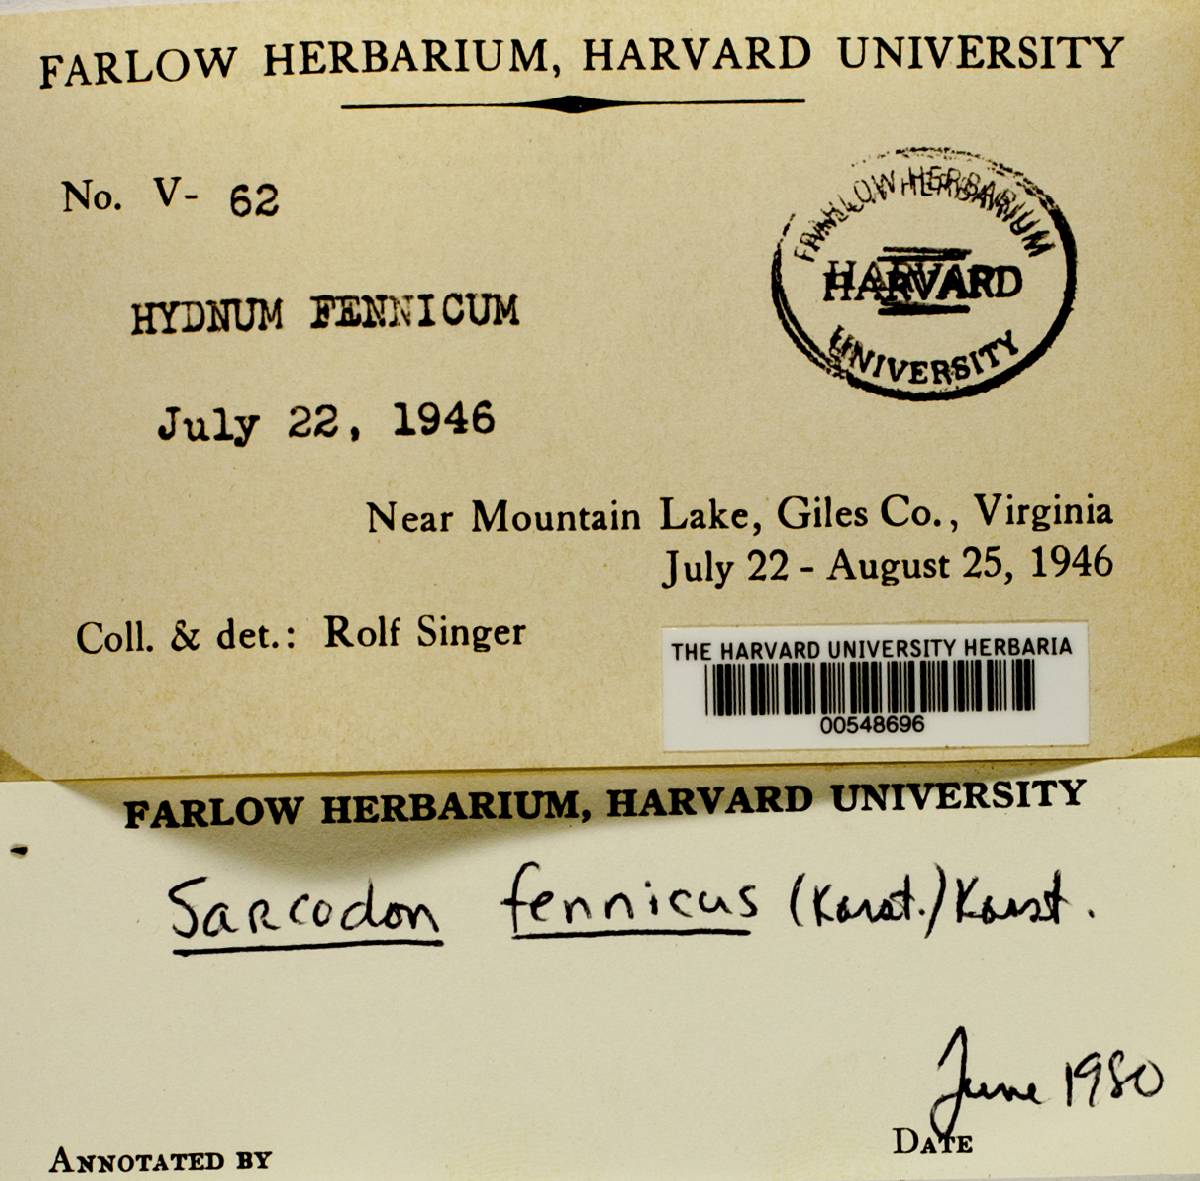 FARLOW HERBARIUM, HARVARD UNIVERSITY
No. V- 62
FARLOW HERBARIUM
HARVARD
UNIVERSITY
HYDNUM FENNICUM
July 22, 1946
Near Mountain Lake, Giles Co., Virginia
July 22 - August 25, 1946
Coll. & det.: Rolf Singer
THE HARVARD UNIVERSITY HERBARIA
00548696
FARLOW HERBARIUM, HARVARD UNIVERSITY
Sarcodon fennicus (Karst.) Karst.
June 1980
DATE
ANNOTATED BY